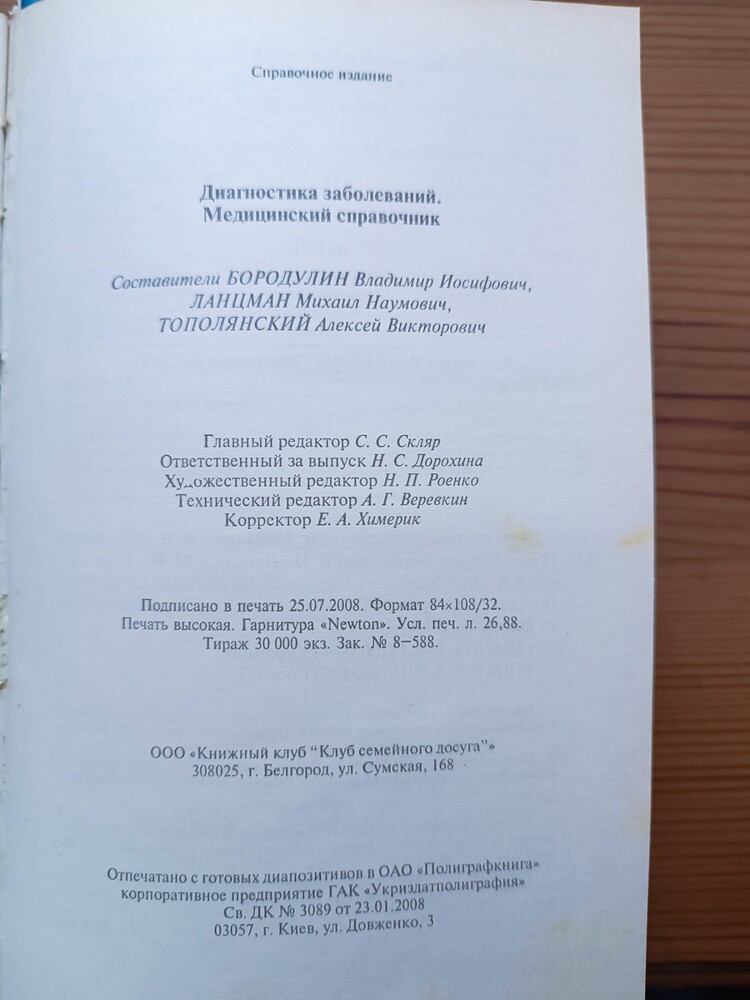 Справочное издание
Диагностика заболеваний.
Медицинский справочник
Составители БОРОДУЛИН Владимир Иосифович,
ЛАНЦМАН Михаил Наумович,
ТОПОЛЯНСКИЙ Алексей Викторович
Главный редактор С. С. Скляр
Ответственный за выпуск Н. С. Дорохина
Художественный редактор Н. П. Роенко
Технический редактор А. Г. Веревкин
Корректор Е. А. Химерик
Подписано в печать 25.07.2008. Формат 84×108/32.
Печать высокая. Гарнитура «Newton». Усл. печ. л. 26,88.
Тираж 30 000 экз. Зак. № 8–588.
ООО «Книжный клуб "Клуб семейного досуга"»
308025, г. Белгород, ул. Сумская, 168
Отпечатано с готовых диапозитивов в ОАО «Полиграфкнига»
корпоративное предприятие ГАК «Укриздатполиграфия»
Св. ДК № 3089 от 23.01.2008
03057, г. Киев, ул. Довженко, 3